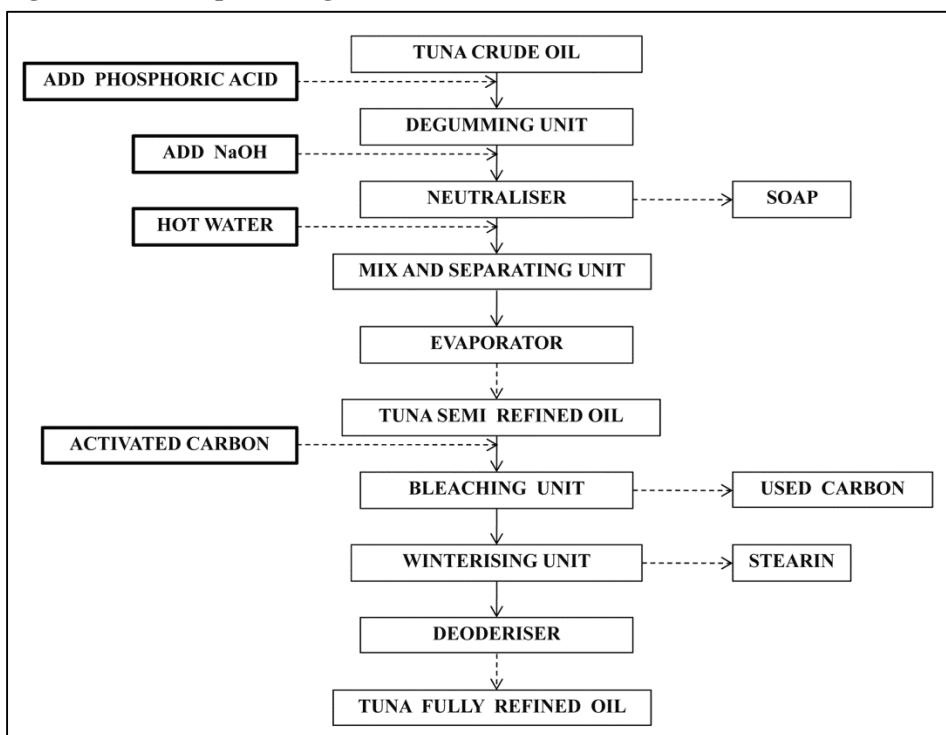 TUNA CRUDE OIL
ADD PHOSPHORIC ACID
DEGUMMING UNIT
ADD NaOH
NEUTRALISER
SOAP
HOT WATER
MIX AND SEPARATING UNIT
EVAPORATOR
TUNA SEMI REFINED OIL
ACTIVATED CARBON
BLEACHING UNIT
USED CARBON
WINTERISING UNIT
STEARIN
DEODERISER
TUNA FULLY REFINED OIL